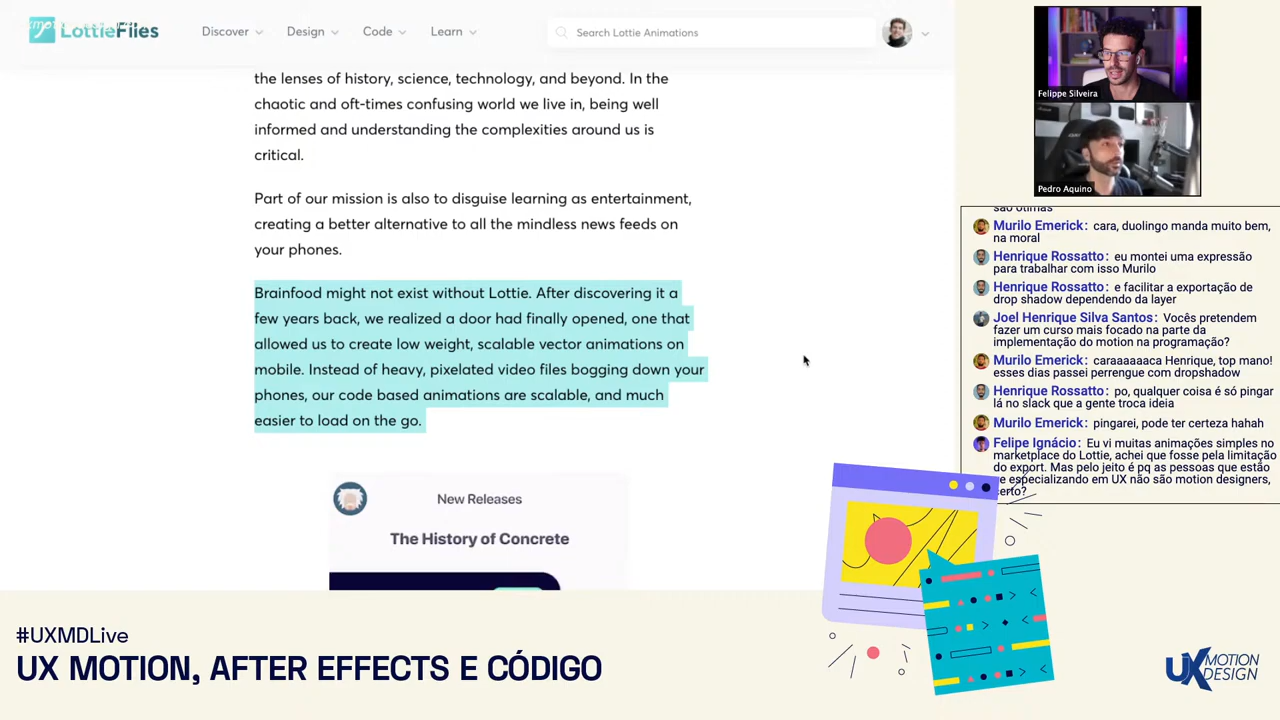 LottieFiles
Discover
Design
Code
Learn
Search Lottie Animations
the lenses of history, science, technology, and beyond. In the
chaotic and oft-times confusing world we live in, being well
informed and understanding the complexities around us is
critical.
Part of our mission is also to disguise learning as entertainment,
creating a better alternative to all the mindless news feeds on
your phones.
Brainfood might not exist without Lottie. After discovering it a
few years back, we realized a door had finally opened, one that
allowed us to create low weight, scalable vector animations on
mobile. Instead of heavy, pixelated video files bogging down your
phones, our code based animations are scalable, and much
easier to load on the go.
New Releases
The History of Concrete
Felippe Silveira
Pedro Aquino
são ótimas
Murilo Emerick: cara, duolingo manda muito bem,
na moral
Henrique Rossatto: eu montei uma expressão
para trabalhar com isso Murilo
Henrique Rossatto: e facilitar a exportação de
drop shadow dependendo da layer
Joel Henrique Silva Santos: Vocês pretendem
fazer um curso mais focado na parte da
implementação do motion na programação?
Murilo Emerick: caraaaaaaca Henrique, top mano!
esses dias passei perrengue com dropshadow
Henrique Rossatto: po, qualquer coisa é só pingar
lá no slack que a gente troca ideia
Murilo Emerick: pingarei, pode ter certeza hahah
Felipe Ignácio: Eu vi muitas animações simples no
marketplace do Lottie, achei que fosse pela limitação
do export. Mas pelo jeito é pq as pessoas que estão
se especializando em UX não são motion designers,
certo?
#UXMDLive
UX MOTION, AFTER EFFECTS E CÓDIGO
UX MOTION
DESIGN